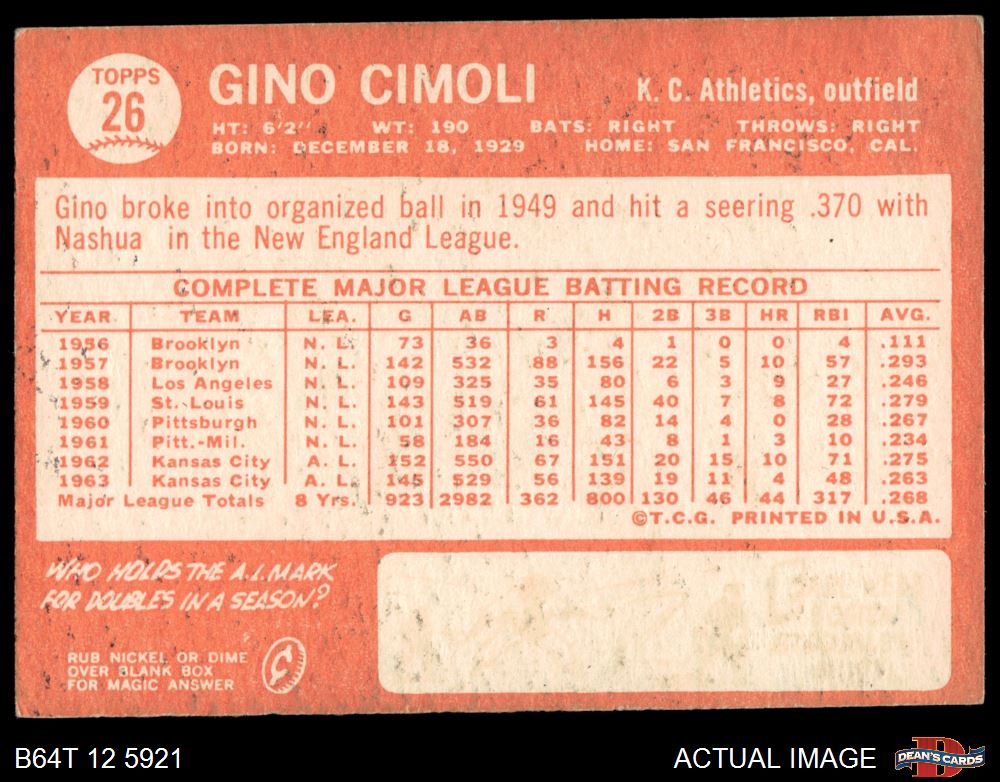 TOPPS
26
GINO CIMOLI
K. C. Athletics, outfield
HT: 6'2" WT: 190 BATS: RIGHT THROWS: RIGHT
BORN: DECEMBER 18, 1929 HOME: SAN FRANCISCO, CAL.
Gino broke into organized ball in 1949 and hit a seering .370 with
Nashua in the New England League.
COMPLETE MAJOR LEAGUE BATTING RECORD
YEAR TEAM LEA. G AB R H 2B 3B HR RBI AVG.
1956 Brooklyn N. L. 73 36 3 4 1 0 0 4 .111
1957 Brooklyn N. L. 142 532 88 156 22 5 10 57 .293
1958 Los Angeles N. L. 109 325 35 80 6 3 9 27 .246
1959 St. Louis N. L. 143 519 61 145 40 7 8 72 .279
1960 Pittsburgh N. L. 101 307 36 82 14 4 0 28 .267
1961 Pitt.-Mil. N. L. 58 184 16 43 8 1 3 10 .234
1962 Kansas City A. L. 152 550 67 151 20 15 10 71 .275
1963 Kansas City A. L. 145 529 56 139 19 11 4 48 .263
Major League Totals 8 Yrs. 923 2982 362 800 130 46 44 317 .268
©T.C.G. PRINTED IN U.S.A.
WHO HOLDS THE A.L. MARK
FOR DOUBLES IN A SEASON?
RUB NICKEL OR DIME
OVER BLANK BOX
FOR MAGIC ANSWER
B64T 12 5921
ACTUAL IMAGE
D
DEAN'S CARDS